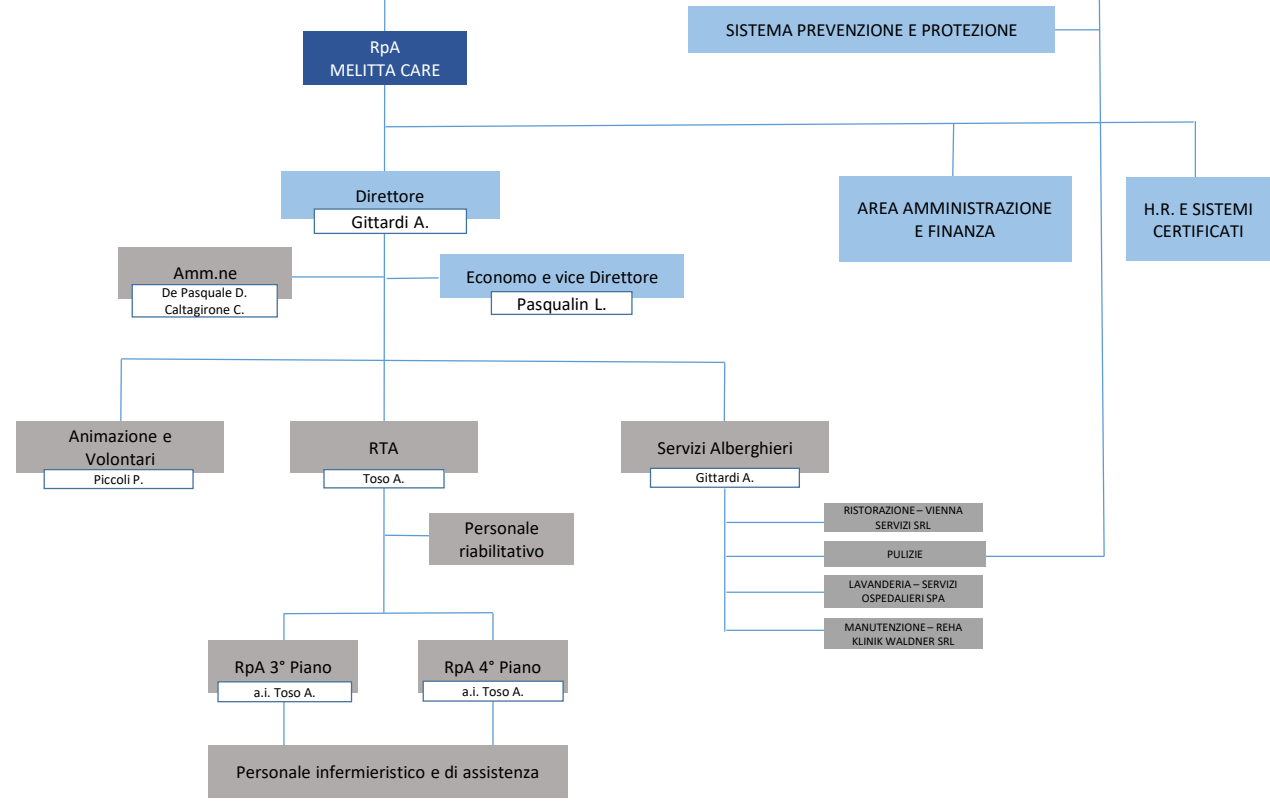 SISTEMA PREVENZIONE E PROTEZIONE
RpA
MELITTA CARE
Direttore
Gittardi A.
AREA AMMINISTRAZIONE
E FINANZA
H.R. E SISTEMI
CERTIFICATI
Amm.ne
De Pasquale D.
Caltagirone C.
Economo e vice Direttore
Pasqualin L.
Animazione e
Volontari
Piccoli P.
RTA
Toso A.
Servizi Alberghieri
Gittardi A.
RISTORAZIONE – VIENNA
SERVIZI SRL
PULIZIE
LAVANDERIA – SERVIZI
OSPEDALIERI SPA
MANUTENZIONE – REHA
KLINIK WALDNER SRL
Personale
riabilitativo
RpA 3° Piano
a.i. Toso A.
RpA 4° Piano
a.i. Toso A.
Personale infermieristico e di assistenza